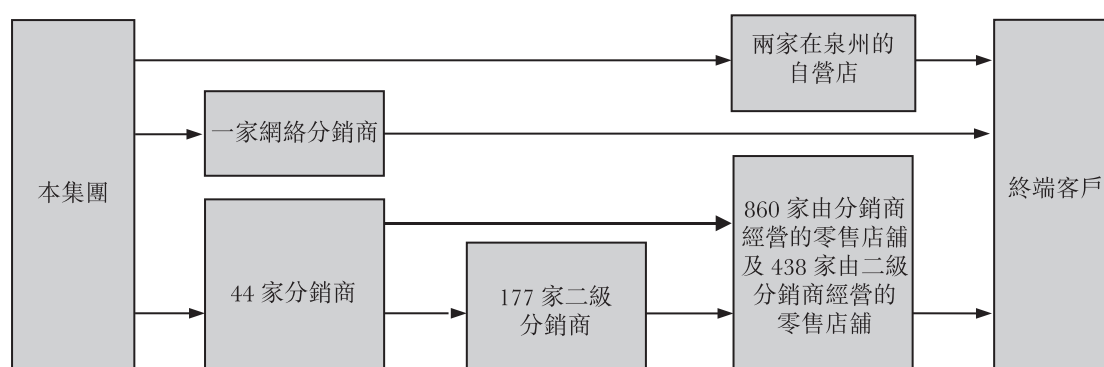 本集團
兩家在泉州的
自營店
一家網絡分銷商
44 家分銷商
177 家二級
分銷商
860 家由分銷商
經營的零售店舖
及 438 家由二級
分銷商經營的
零售店舖
終端客戶